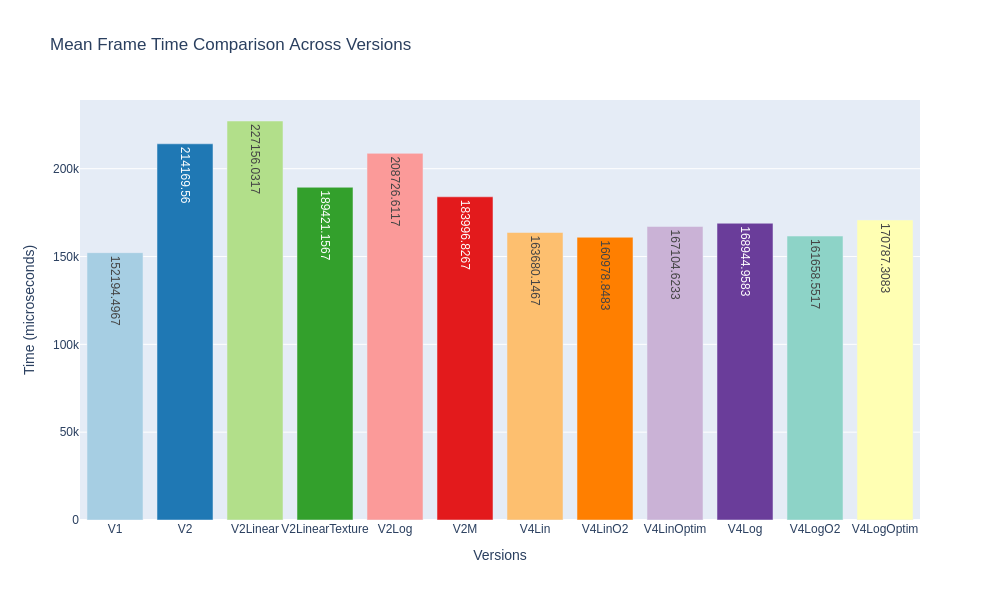 Mean Frame Time Comparison Across Versions
Time (microseconds)
200k
150k
100k
50k
0
152194.4967
214169.56
227156.0317
189421.1567
208726.6117
183996.8267
163680.1467
160978.8483
167104.6233
168944.9583
161658.5517
170787.3083
V1
V2
V2Linear
V2LinearTexture
V2Log
V2M
V4Lin
V4LinO2
V4LinOptim
V4Log
V4LogO2
V4LogOptim
Versions